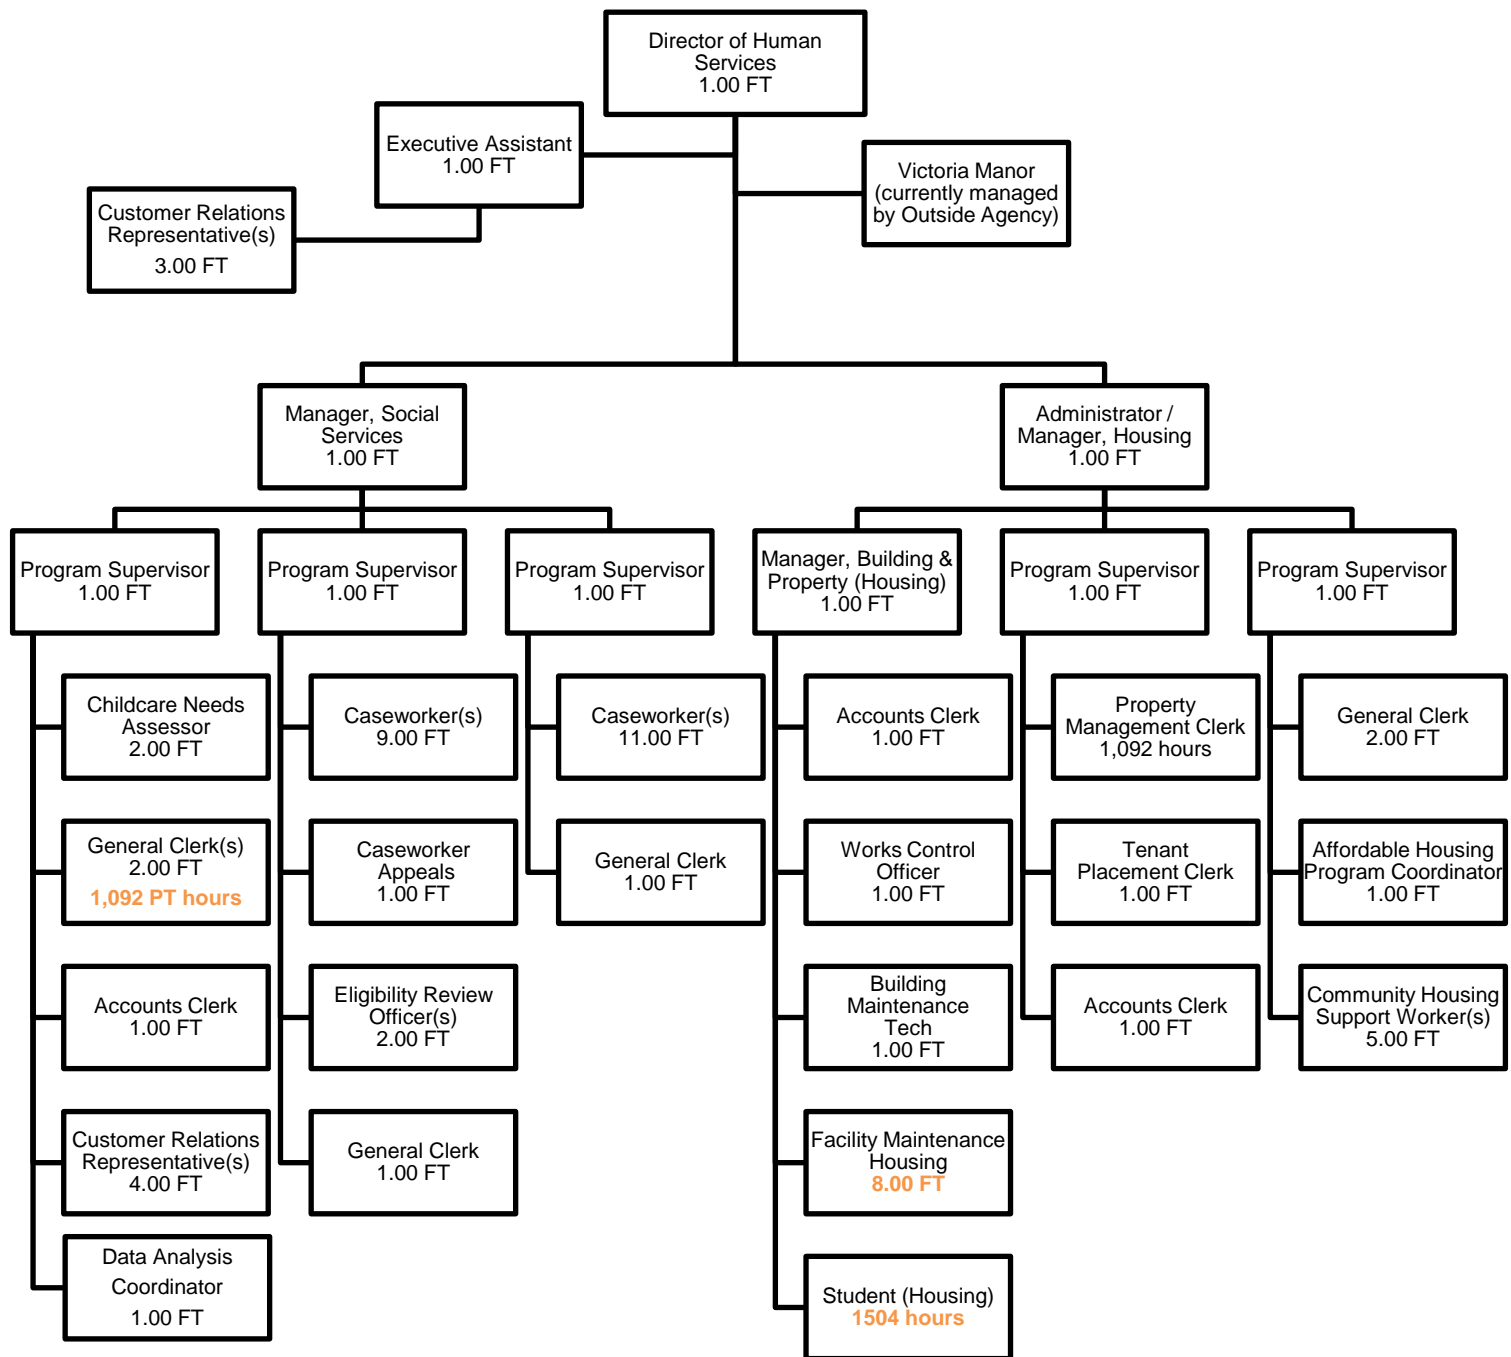 Director of Human
Services
1.00 FT
Executive Assistant
1.00 FT
Victoria Manor
(currently managed
by Outside Agency)
Customer Relations
Representative(s)
3.00 FT
Manager, Social
Services
1.00 FT
Administrator /
Manager, Housing
1.00 FT
Program Supervisor
1.00 FT
Program Supervisor
1.00 FT
Program Supervisor
1.00 FT
Manager, Building &
Property (Housing)
1.00 FT
Program Supervisor
1.00 FT
Program Supervisor
1.00 FT
Childcare Needs
Assessor
2.00 FT
Caseworker(s)
9.00 FT
Caseworker(s)
11.00 FT
Accounts Clerk
1.00 FT
Property
Management Clerk
1,092 hours
General Clerk
2.00 FT
General Clerk(s)
2.00 FT
1,092 PT hours
Caseworker
Appeals
1.00 FT
General Clerk
1.00 FT
Works Control
Officer
1.00 FT
Tenant
Placement Clerk
1.00 FT
Affordable Housing
Program Coordinator
1.00 FT
Accounts Clerk
1.00 FT
Eligibility Review
Officer(s)
2.00 FT
Building
Maintenance
Tech
1.00 FT
Accounts Clerk
1.00 FT
Community Housing
Support Worker(s)
5.00 FT
Customer Relations
Representative(s)
4.00 FT
General Clerk
1.00 FT
Facility Maintenance
Housing
8.00 FT
Data Analysis
Coordinator
1.00 FT
Student (Housing)
1504 hours